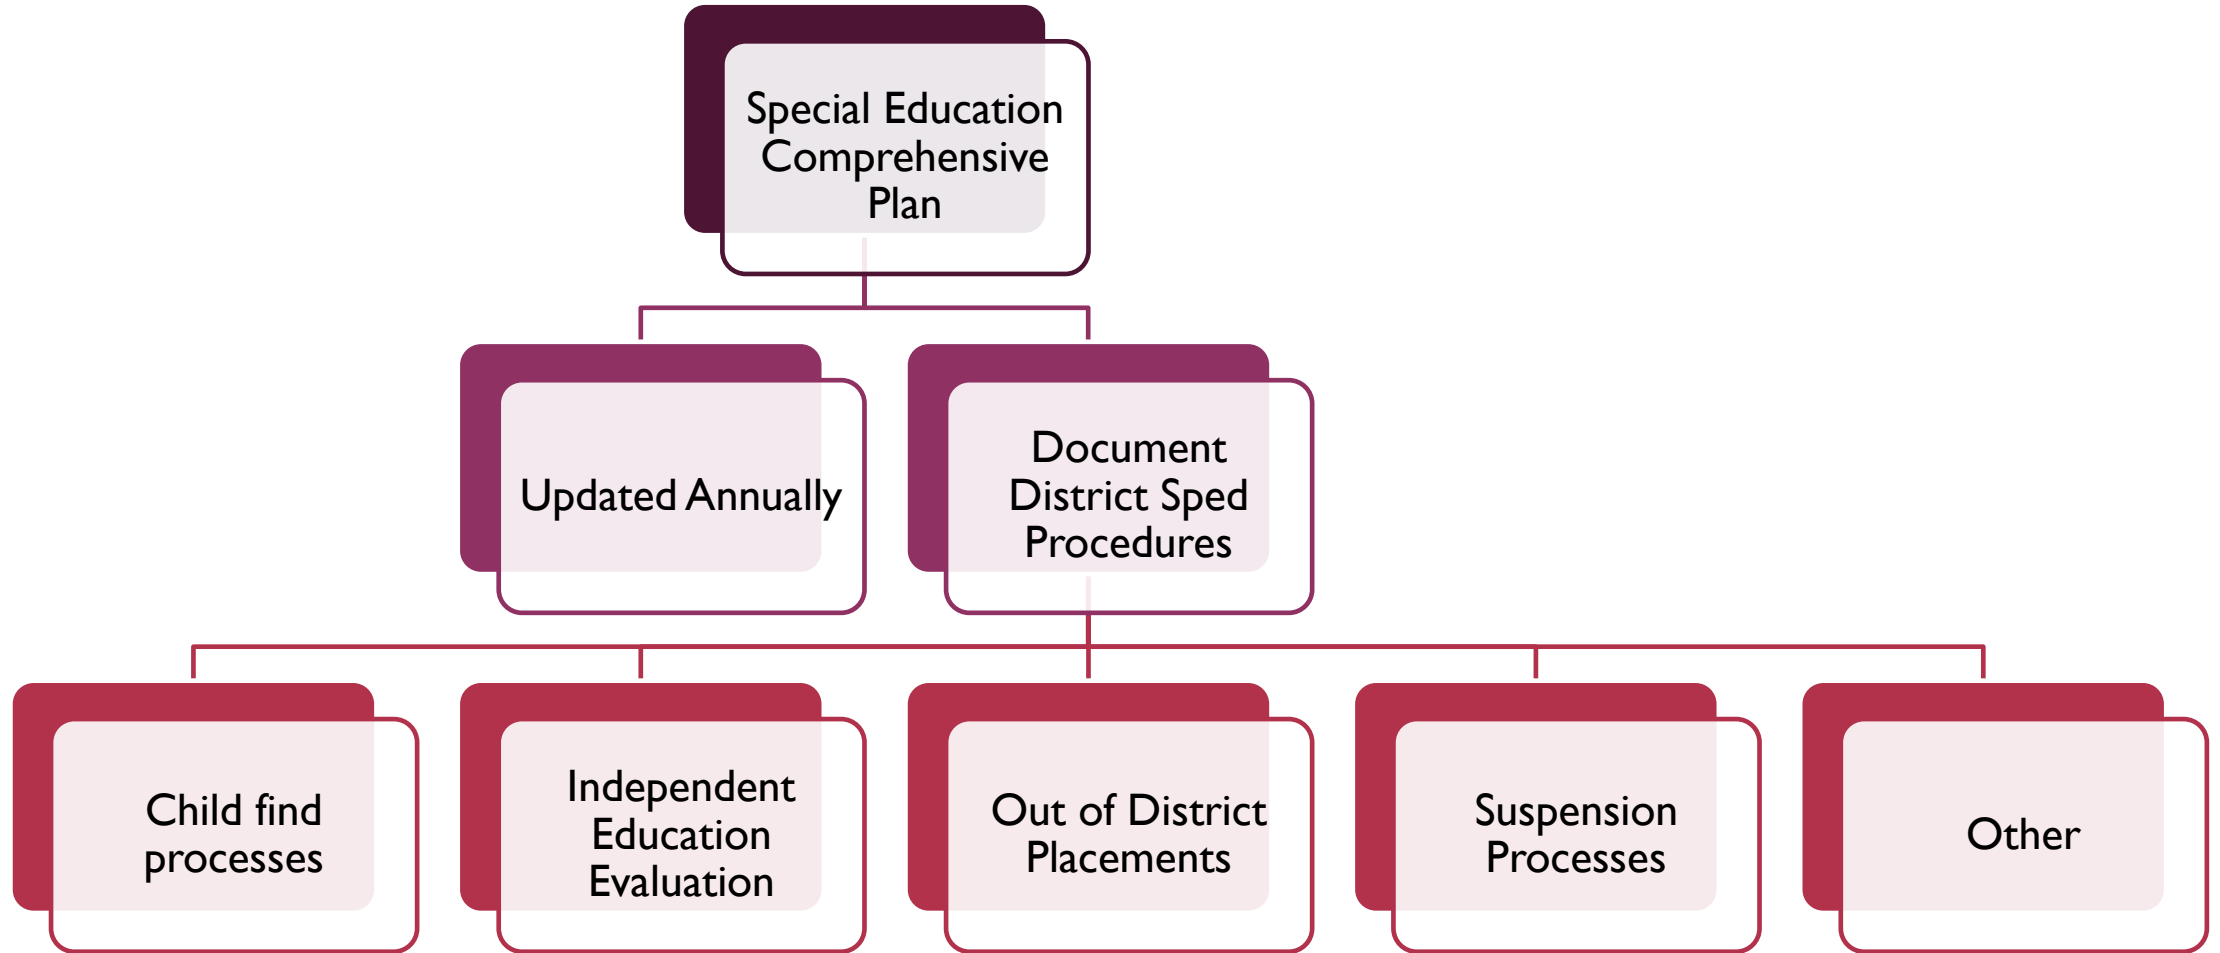 Special Education
Comprehensive
Plan
Updated Annually
Document
District Sped
Procedures
Child find
processes
Independent
Education
Evaluation
Out of District
Placements
Suspension
Processes
Other